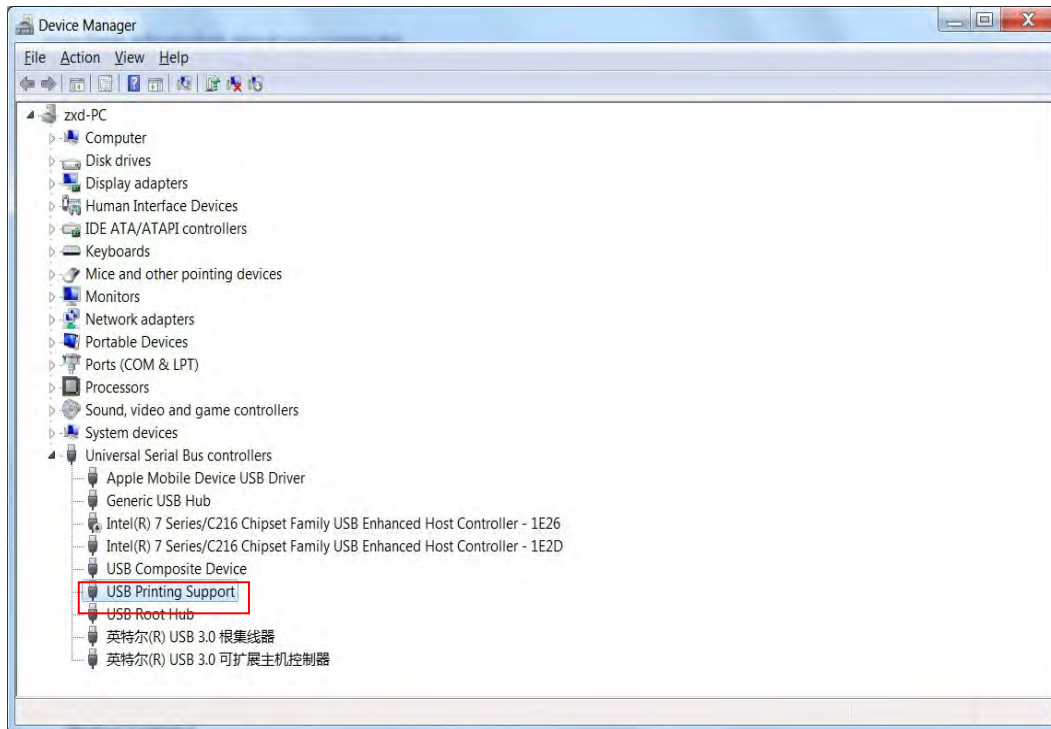 Device Manager
File Action View Help
zxd-PC
Computer
Disk drives
Display adapters
Human Interface Devices
IDE ATA/ATAPI controllers
Keyboards
Mice and other pointing devices
Monitors
Network adapters
Portable Devices
Ports (COM & LPT)
Processors
Sound, video and game controllers
System devices
Universal Serial Bus controllers
Apple Mobile Device USB Driver
Generic USB Hub
Intel(R) 7 Series/C216 Chipset Family USB Enhanced Host Controller - 1E26
Intel(R) 7 Series/C216 Chipset Family USB Enhanced Host Controller - 1E2D
USB Composite Device
USB Printing Support
USB Root Hub
英特尔(R) USB 3.0 根集线器
英特尔(R) USB 3.0 可扩展主机控制器